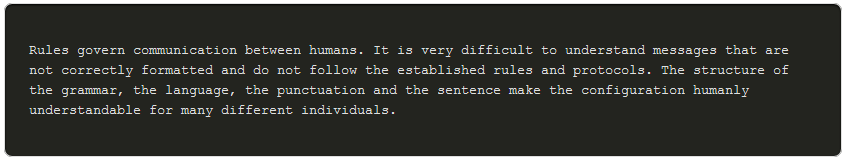 Rules govern communication between humans. It is very difficult to understand messages that are
not correctly formatted and do not follow the established rules and protocols. The structure of
the grammar, the language, the punctuation and the sentence make the configuration humanly
understandable for many different individuals.